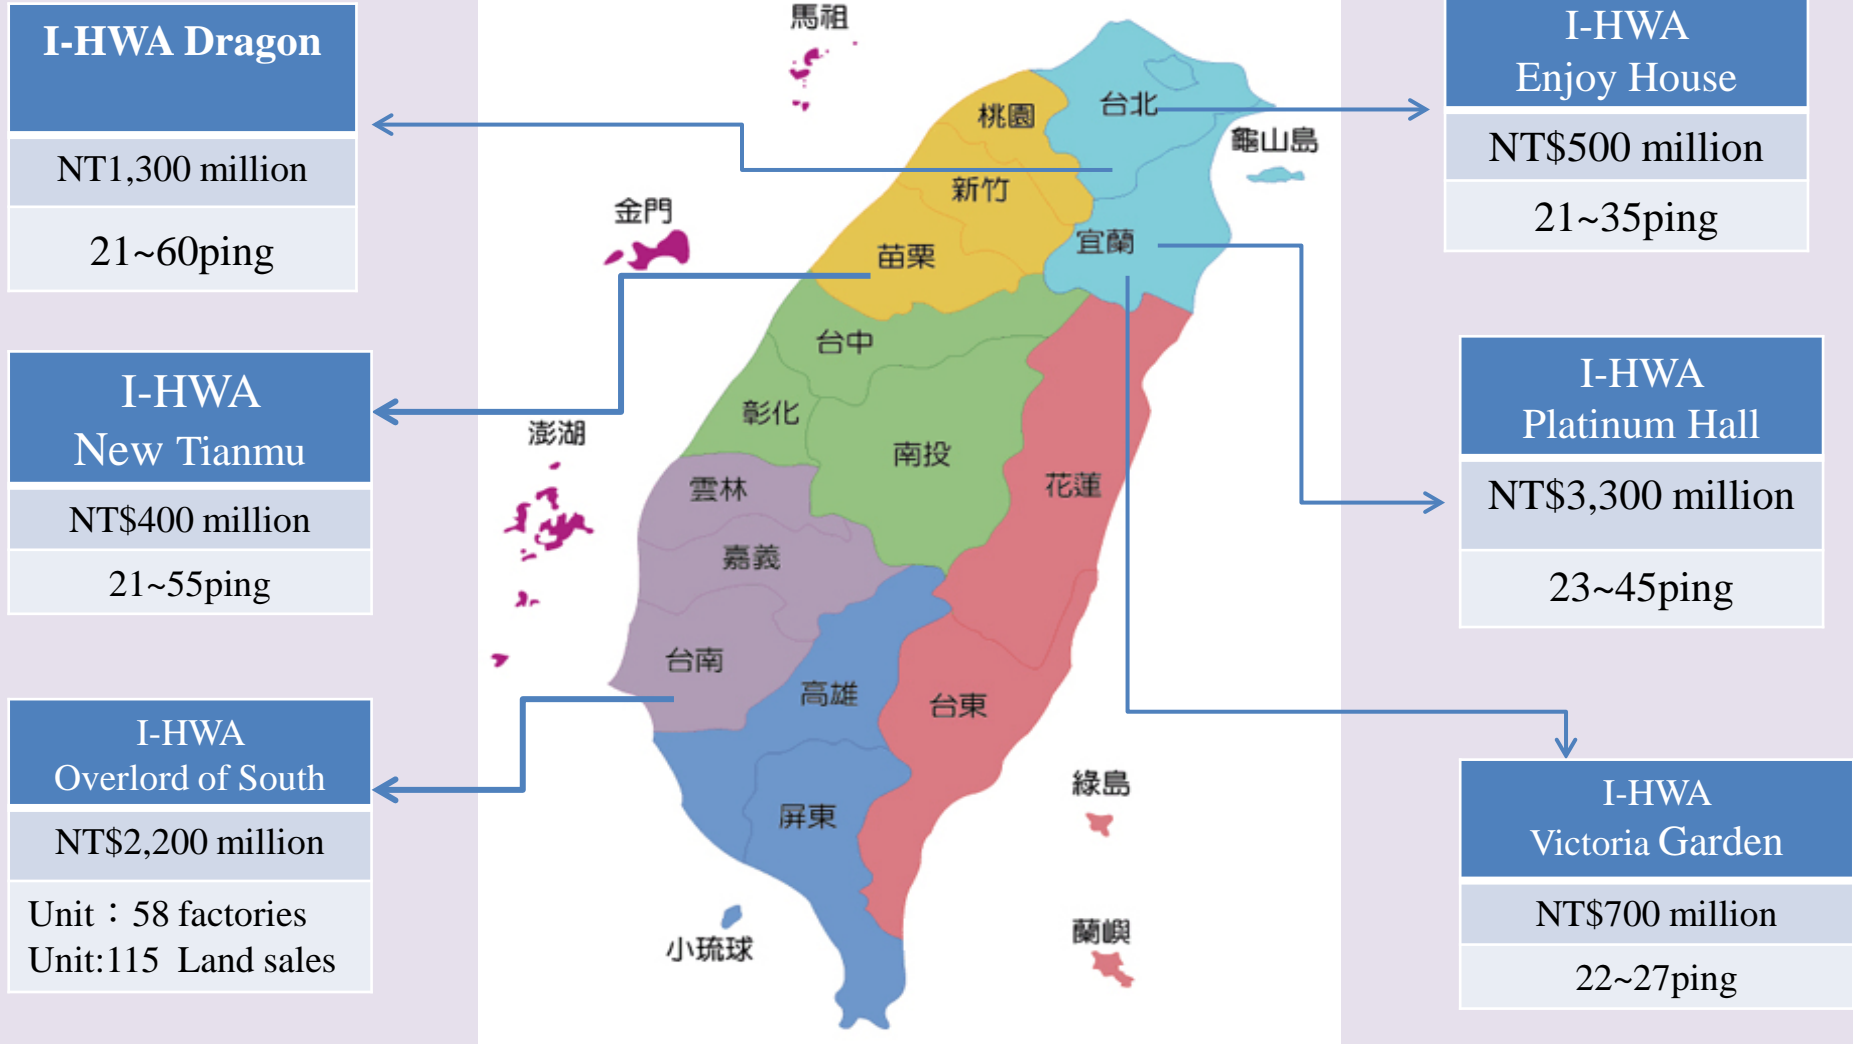 I-HWA Dragon
NT1,300 million
21~60ping
I-HWA
New Tianmu
NT$400 million
21~55ping
I-HWA
Overlord of South
NT$2,200 million
Unit：58 factories
Unit:115 Land sales
馬祖
金門
澎湖
桃園
新竹
苗栗
台北
龜山島
宜蘭
台中
彰化
南投
花蓮
雲林
嘉義
台南
高雄
台東
屏東
綠島
小琉球
蘭嶼
I-HWA
Enjoy House
NT$500 million
21~35ping
I-HWA
Platinum Hall
NT$3,300 million
23~45ping
I-HWA
Victoria Garden
NT$700 million
22~27ping